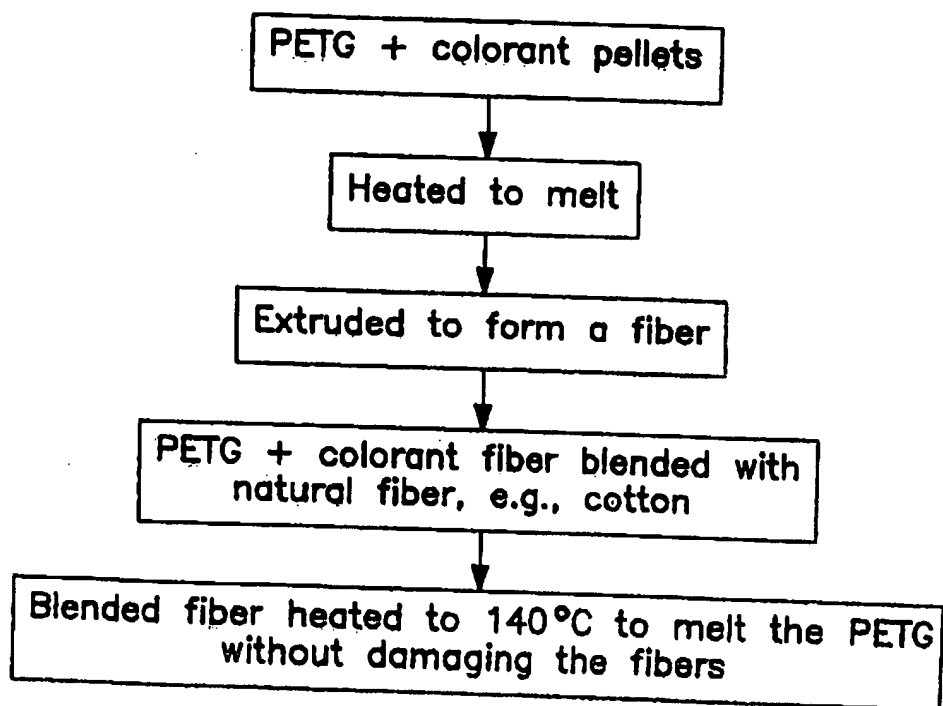 PETG + colorant pellets
Heated to melt
Extruded to form a fiber
PETG + colorant fiber blended with
natural fiber, e.g., cotton
Blended fiber heated to 140°C to melt the PETG
without damaging the fibers